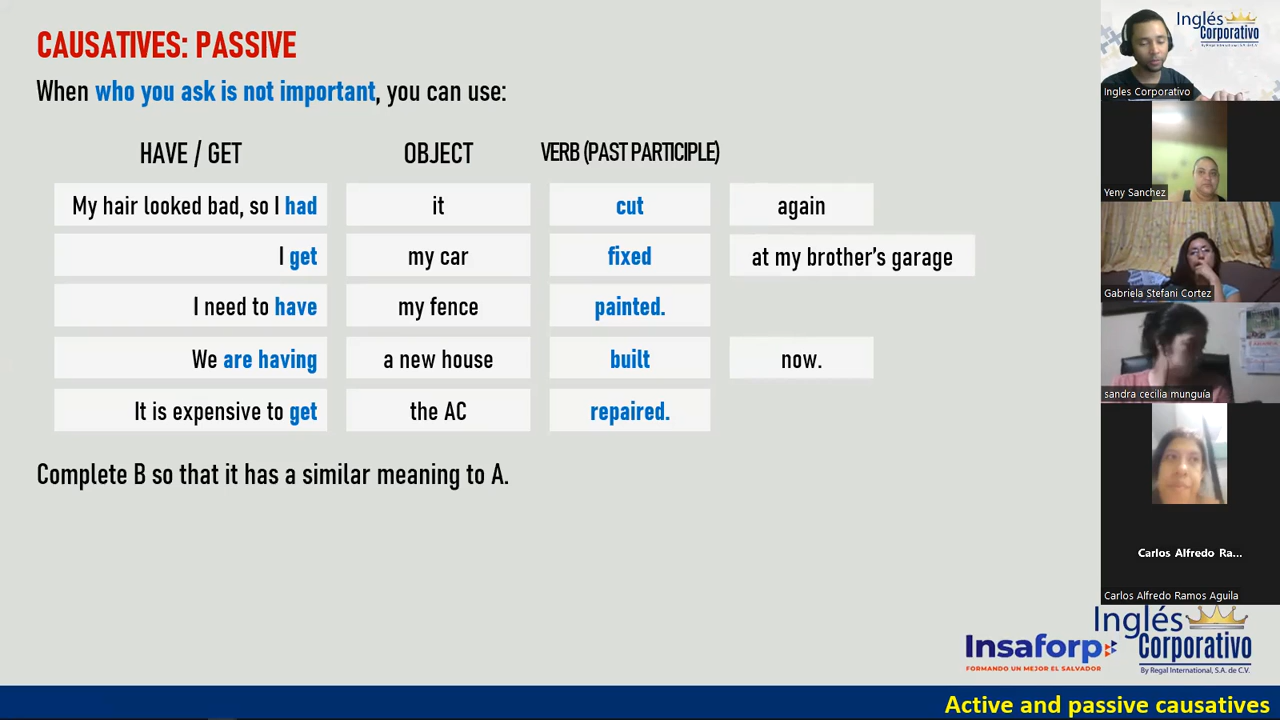 CAUSATIVES: PASSIVE
When who you ask is not important, you can use:
HAVE / GET OBJECT VERB (PAST PARTICIPLE)
My hair looked bad, so I had it cut again
I get my car fixed at my brother's garage
I need to have my fence painted.
We are having a new house built now.
It is expensive to get the AC repaired.
Complete B so that it has a similar meaning to A.
Inglés
Corporativo
By Regal International, S.A. de C.V.
Ingles Corporativo
Yeny Sanchez
Gabriela Stefani Cortez
sandra cecilia munguía
Carlos Alfredo Ra...
Carlos Alfredo Ramos Aguila
Insaforp
FORMANDO UN MEJOR EL SALVADOR
Inglés
Corporativo
By Regal International, S.A. de C.V.
Active and passive causatives